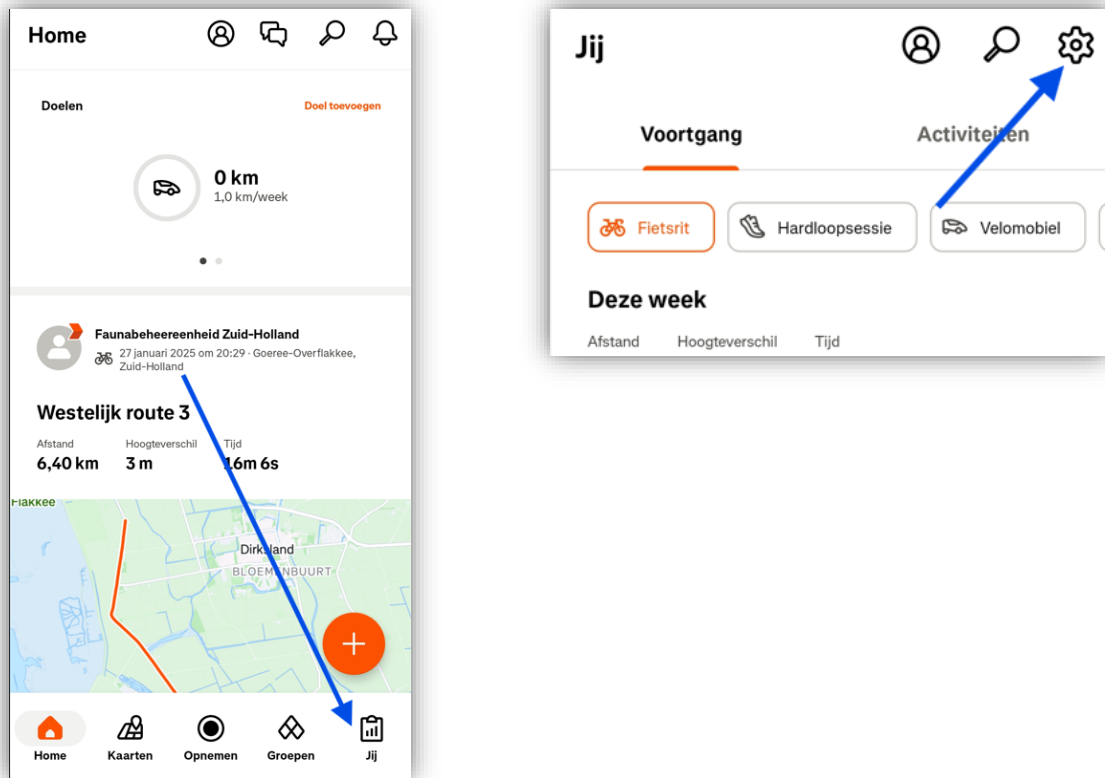 Home
Doelen
Doel toevoegen
0 km
1,0 km/week
Faunabeheereenheid Zuid-Holland
27 januari 2025 om 20:29 · Goeree-Overflakkee,
Zuid-Holland
Westelijk route 3
Afstand Hoogteverschil Tijd
6,40 km 3 m 16m 6s
Flakkee
Dirksland
BLOEMENBUURT
Home Kaarten Opnemen Groepen Jij
Jij
Voortgang Activiteiten
Fietsrit Hardloopsessie Velomobiel
Deze week
Afstand Hoogteverschil Tijd